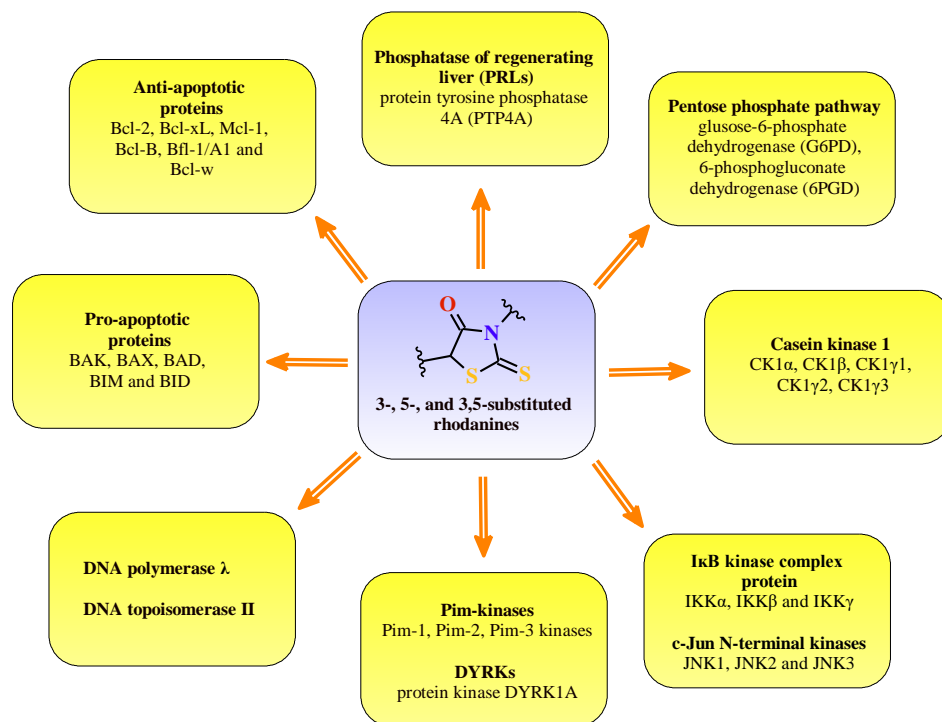 Phosphatase of regenerating
liver (PRLs)
protein tyrosine phosphatase
4A (PTP4A)
Anti-apoptotic
proteins
Bcl-2, Bcl-xL, Mcl-1,
Bcl-B, Bfl-1/A1 and
Bcl-w
Pentose phosphate pathway
glusose-6-phosphate
dehydrogenase (G6PD),
6-phosphogluconate
dehydrogenase (6PGD)
Pro-apoptotic
proteins
BAK, BAX, BAD,
BIM and BID
O
N
S
S
3-, 5-, and 3,5-substituted
rhodanines
Casein kinase 1
CK1α, CK1β, CK1γ1,
CK1γ2, CK1γ3
DNA polymerase λ
DNA topoisomerase II
Pim-kinases
Pim-1, Pim-2, Pim-3 kinases
DYRKs
protein kinase DYRK1A
IκB kinase complex
protein
IKKα, IKKβ and IKKγ
c-Jun N-terminal kinases
JNK1, JNK2 and JNK3